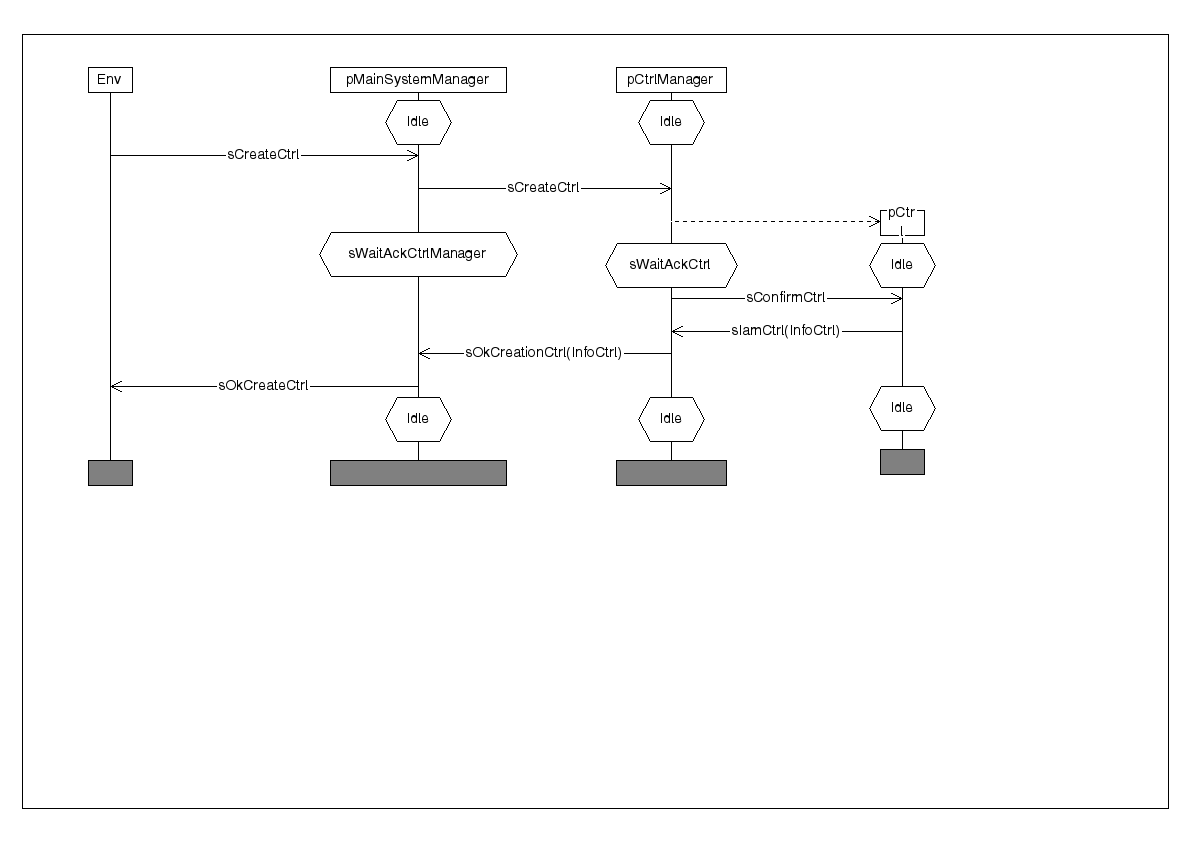 Env
pMainSystemManager
pCtrlManager
Idle
Idle
sCreateCtrl
sCreateCtrl
pCtr
l
sWaitAckCtrlManager
sWaitAckCtrl
Idle
sConfirmCtrl
sIamCtrl(InfoCtrl)
sOkCreationCtrl(InfoCtrl)
sOkCreateCtrl
Idle
Idle
Idle